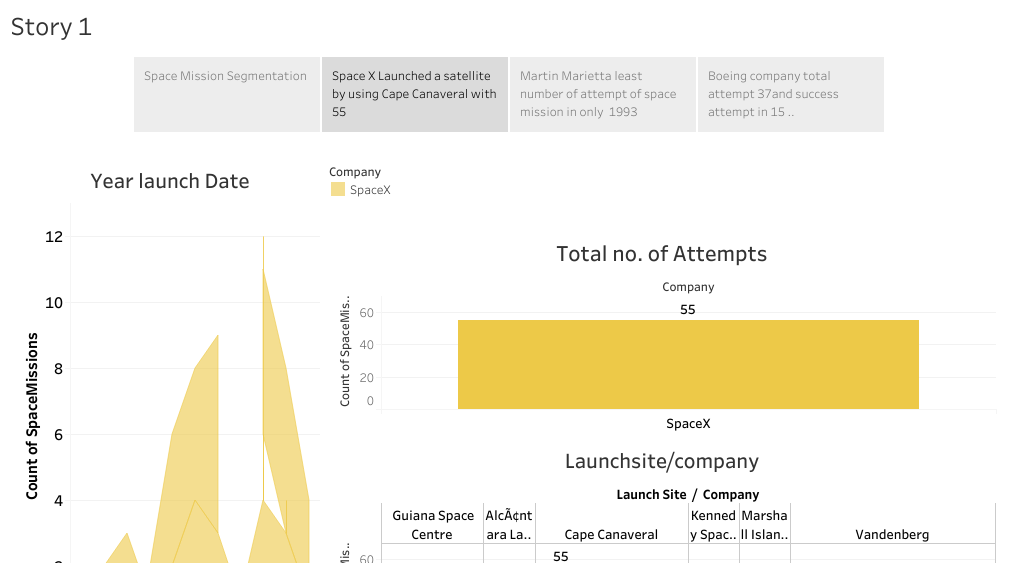 Story 1
Space Mission Segmentation
Space X Launched a satellite
by using Cape Canaveral with
55
Martin Marietta least
number of attempt of space
mission in only 1993
Boeing company total
attempt 37and success
attempt in 15 ..
Year launch Date
Company
SpaceX
12
10
8
6
4
Count of SpaceMissions
Total no. of Attempts
Company
55
60
40
20
0
Count of SpaceMis..
SpaceX
Launchsite/company
Launch Site / Company
Guiana Space
Centre
AlcÃ¢nt
ara La..
Cape Canaveral
Kenned
y Spac..
Marsha
ll Islan..
Vandenberg
60
55
Mis..